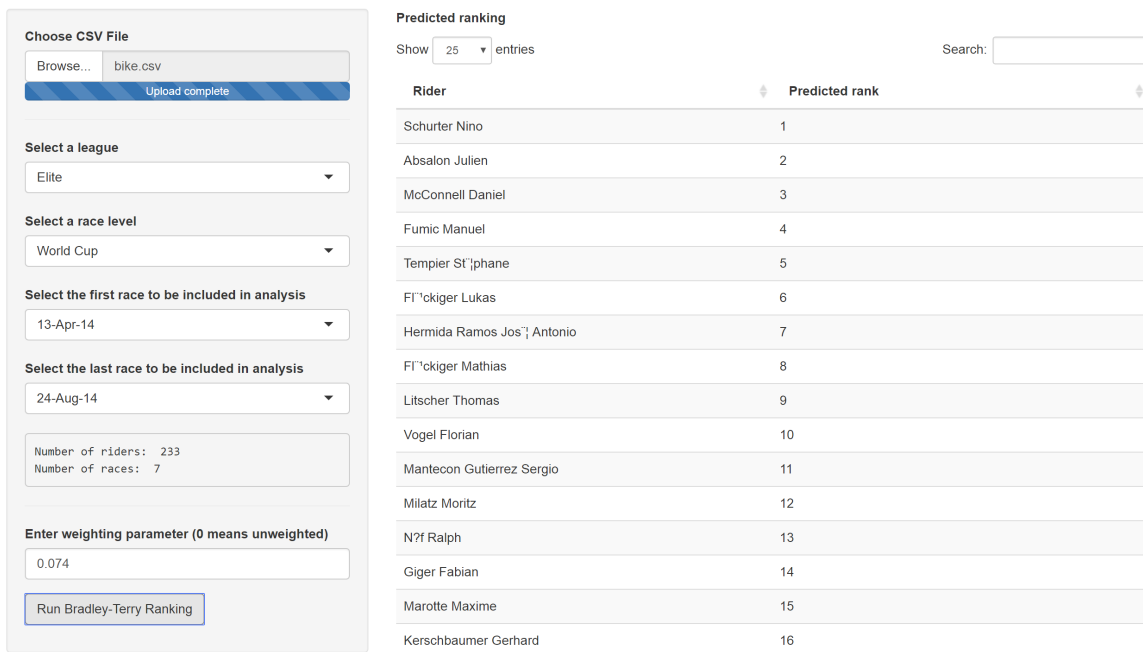 Choose CSV File
Browse... bike.csv
Upload complete
Select a league
Elite
Select a race level
World Cup
Select the first race to be included in analysis
13-Apr-14
Select the last race to be included in analysis
24-Aug-14
Number of riders: 233
Number of races: 7
Enter weighting parameter (0 means unweighted)
0.074
Run Bradley-Terry Ranking
Predicted ranking
Show 25 entries Search:
Rider Predicted rank
Schurter Nino 1
Absalon Julien 2
McConnell Daniel 3
Fumic Manuel 4
Tempier St¨¦phane 5
Fl¨¹ckiger Lukas 6
Hermida Ramos Jos¨¦ Antonio 7
Fl¨¹ckiger Mathias 8
Litscher Thomas 9
Vogel Florian 10
Mantecon Gutierrez Sergio 11
Milatz Moritz 12
N?f Ralph 13
Giger Fabian 14
Marotte Maxime 15
Kerschbaumer Gerhard 16